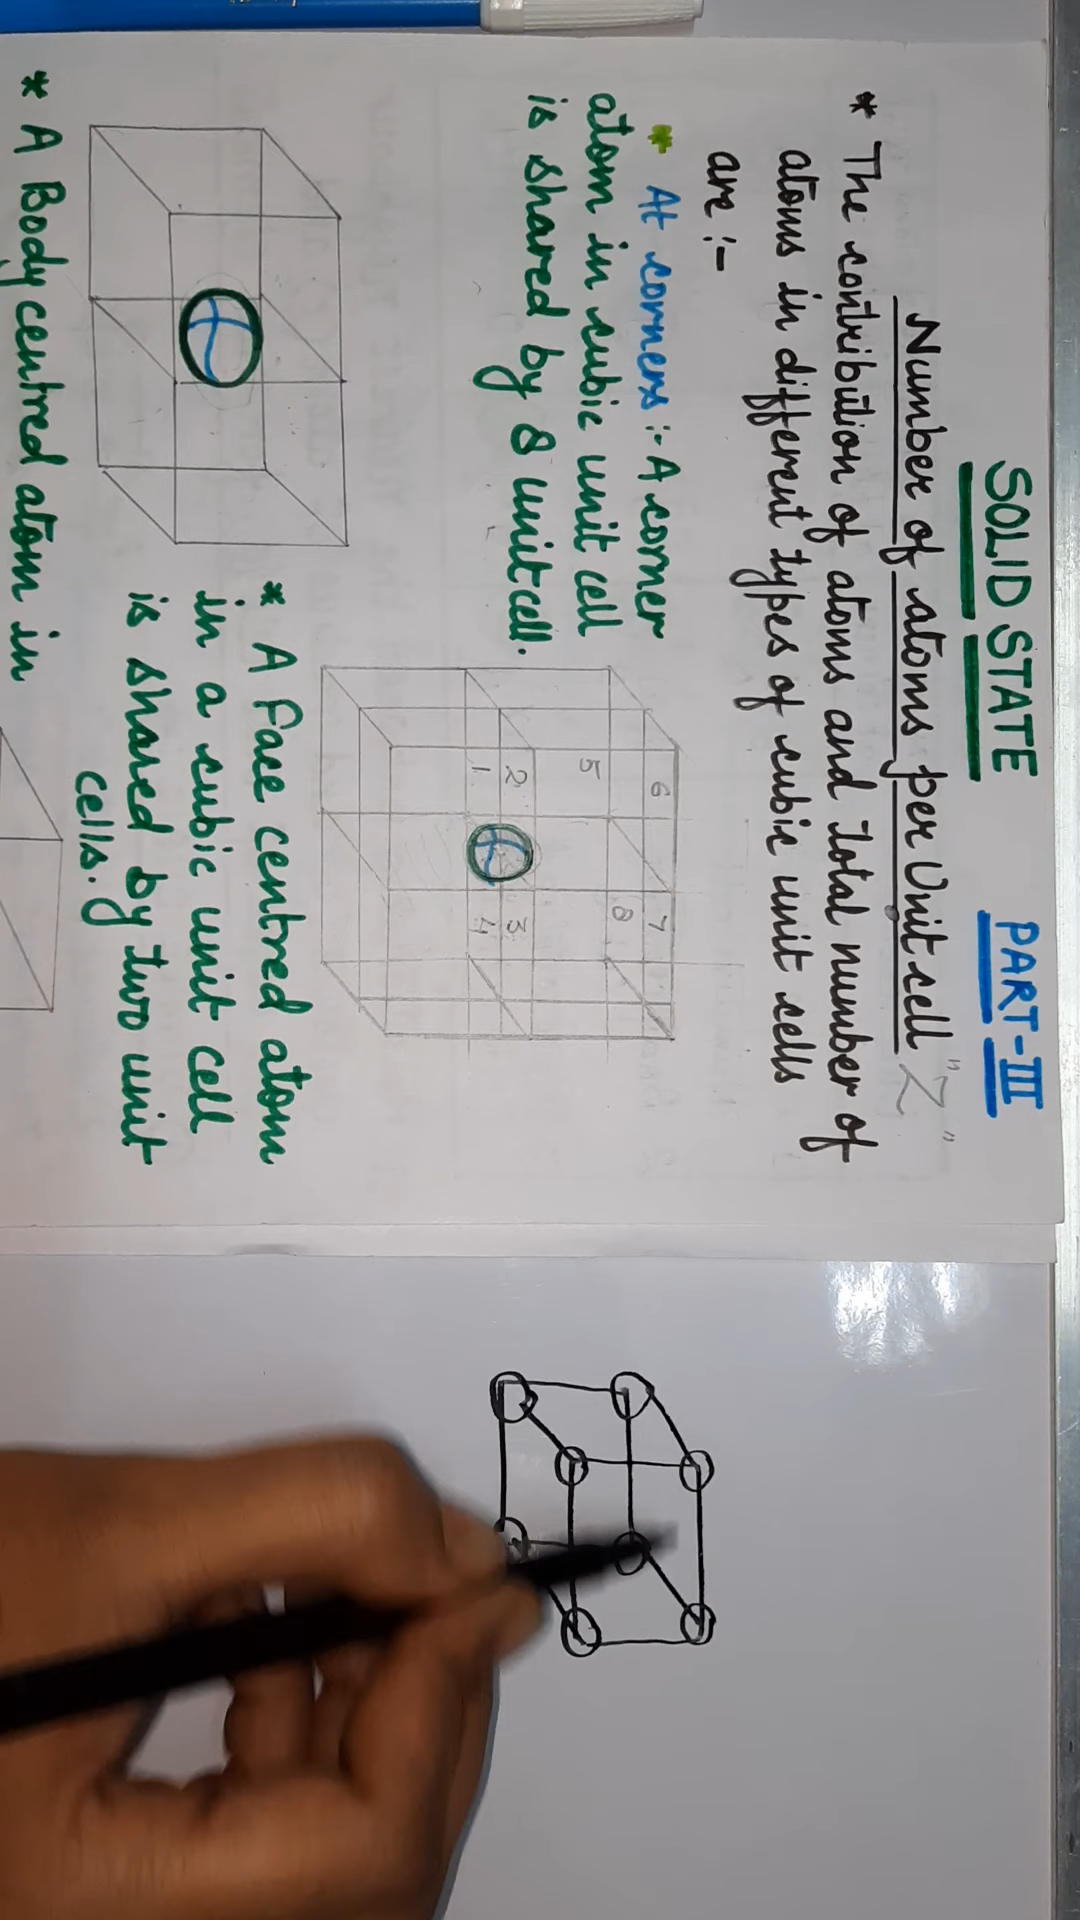 SOLID STATE PART-III
Number of atoms per Unit cell "Z"
* The contribution of atoms and Total number of
atoms in different types of cubic unit cells
are :-
* At corners :- A corner
atom in cubic unit cell
is shared by 8 unit cell.
6
5
7
8
2
1
3
4
* A Face centred atom
in a cubic unit cell
is shared by two unit
cells.
* A Body centred atom in